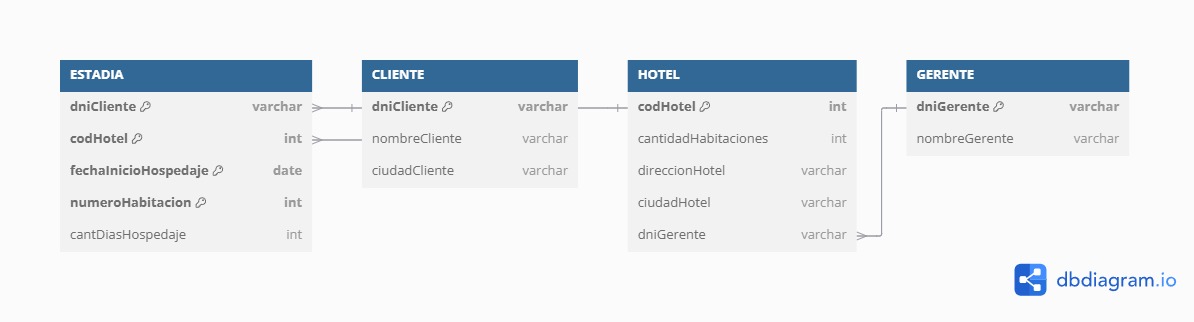 ESTADIA
dniCliente varchar
codHotel int
fechaInicioHospedaje date
numeroHabitacion int
cantDiasHospedaje int
CLIENTE
dniCliente varchar
nombreCliente varchar
ciudadCliente varchar
HOTEL
codHotel int
cantidadHabitaciones int
direccionHotel varchar
ciudadHotel varchar
dniGerente varchar
GERENTE
dniGerente varchar
nombreGerente varchar
dbdiagram.io